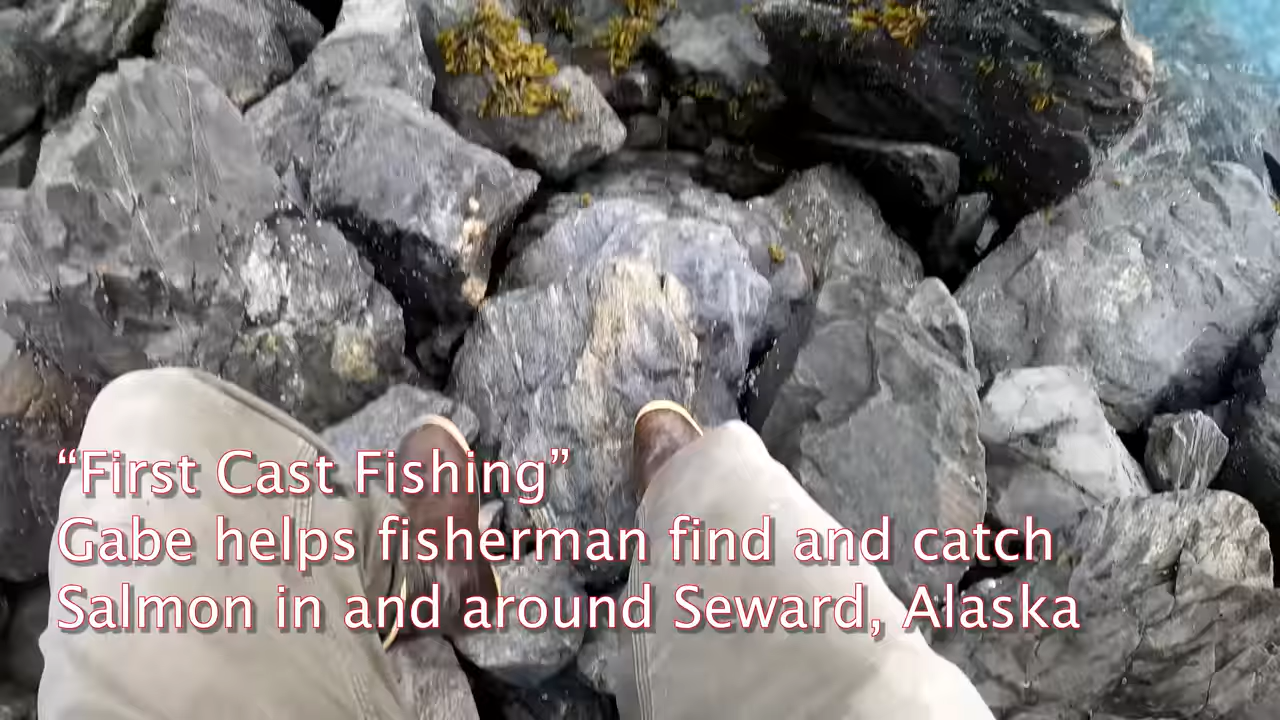 “First Cast Fishing”
Gabe helps fisherman find and catch
Salmon in and around Seward, Alaska